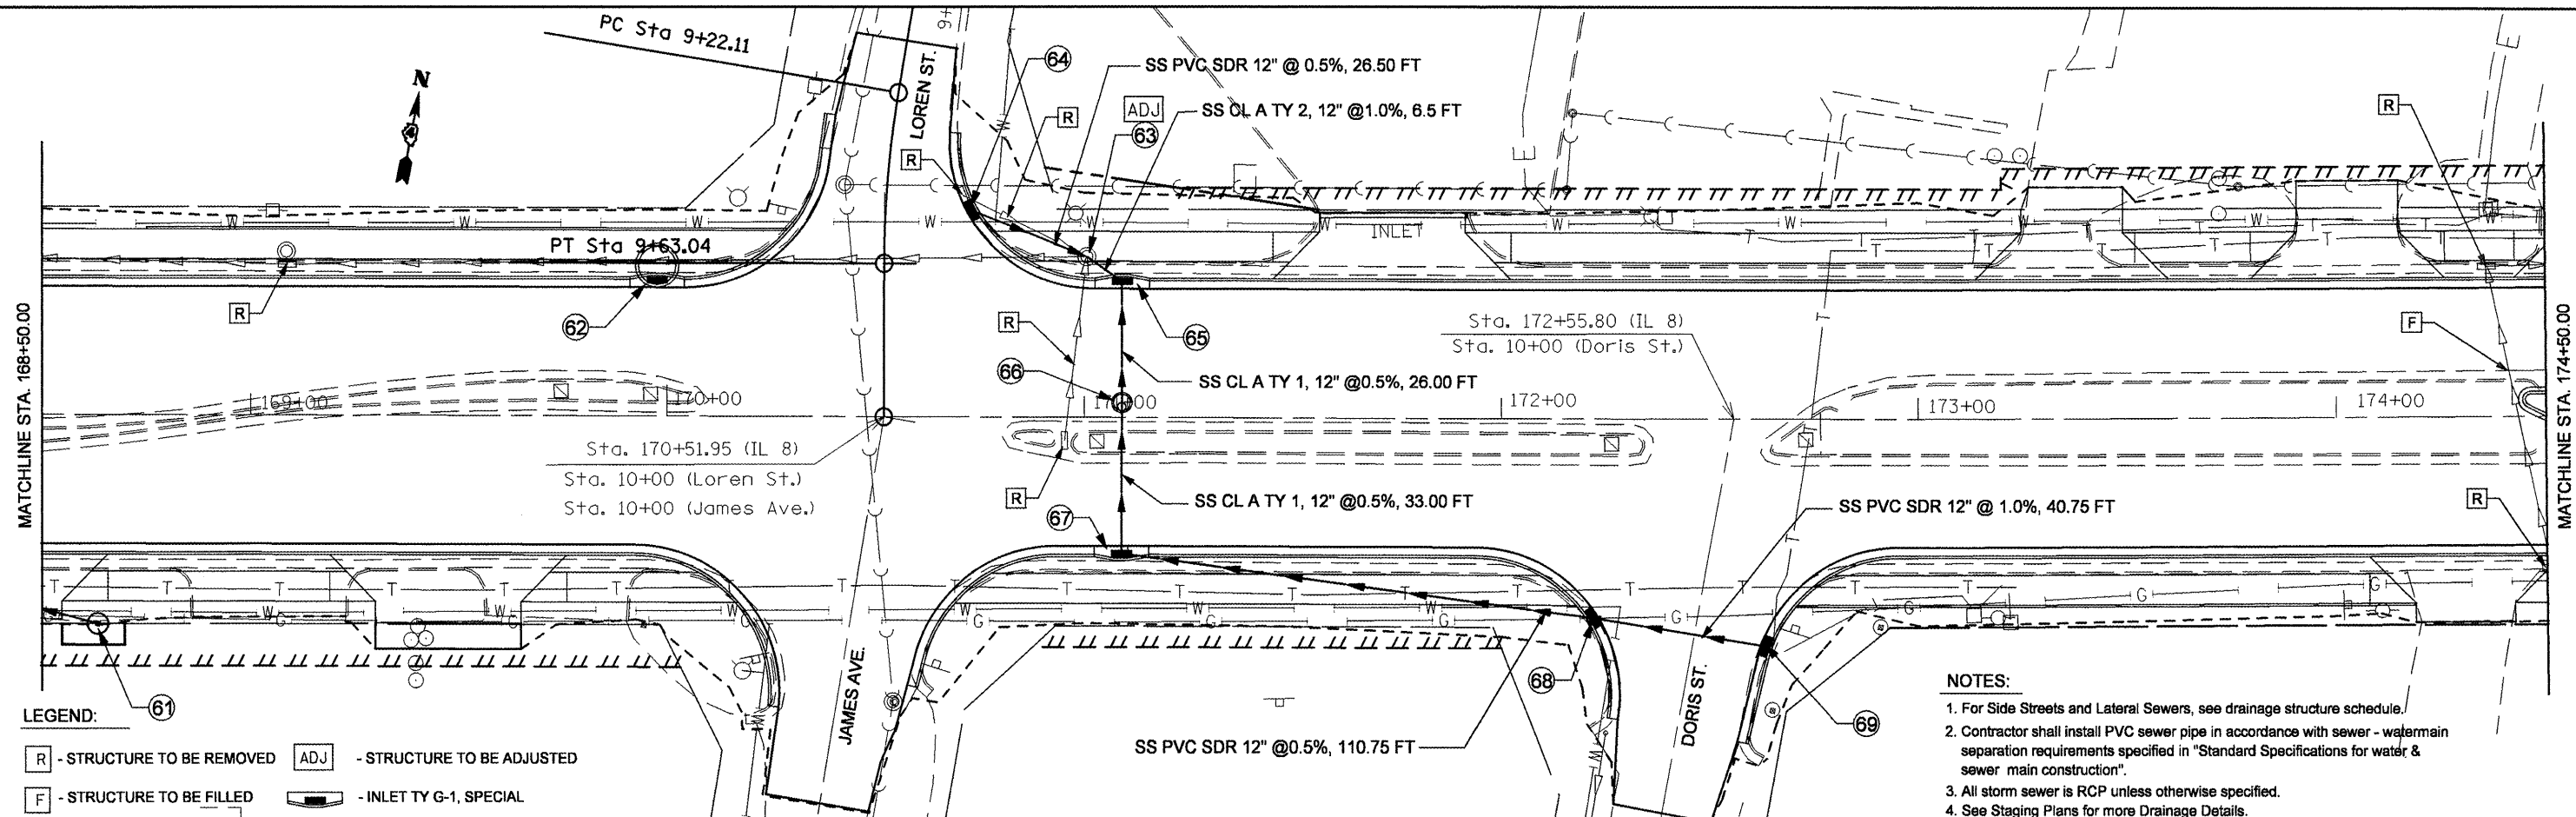 PC Sta 9+22.11
9+
N
LOREN ST.
64
SS PVC SDR 12" @ 0.5%, 26.50 FT
ADJ
SS CL A TY 2, 12" @1.0%, 6.5 FT
R
63
R
R
PT Sta 9+63.04
INLET
R
62
65
R
F
MATCHLINE STA. 168+50.00
MATCHLINE STA. 174+50.00
Sta. 172+55.80 (IL 8)
Sta. 10+00 (Doris St.)
66
SS CL A TY 1, 12" @0.5%, 26.00 FT
169+00
170+00
172+00
173+00
174+00
Sta. 170+51.95 (IL 8)
Sta. 10+00 (Loren St.)
Sta. 10+00 (James Ave.)
R
67
SS CL A TY 1, 12" @0.5%, 33.00 FT
SS PVC SDR 12" @ 1.0%, 40.75 FT
R
61
JAMES AVE.
68
DORIS ST.
69
SS PVC SDR 12" @0.5%, 110.75 FT
LEGEND:
R - STRUCTURE TO BE REMOVED
ADJ - STRUCTURE TO BE ADJUSTED
F - STRUCTURE TO BE FILLED
- INLET TY G-1, SPECIAL
NOTES:
1. For Side Streets and Lateral Sewers, see drainage structure schedule.
2. Contractor shall install PVC sewer pipe in accordance with sewer - watermain
separation requirements specified in "Standard Specifications for water &
sewer main construction".
3. All storm sewer is RCP unless otherwise specified.
4. See Staging Plans for more Drainage Details.